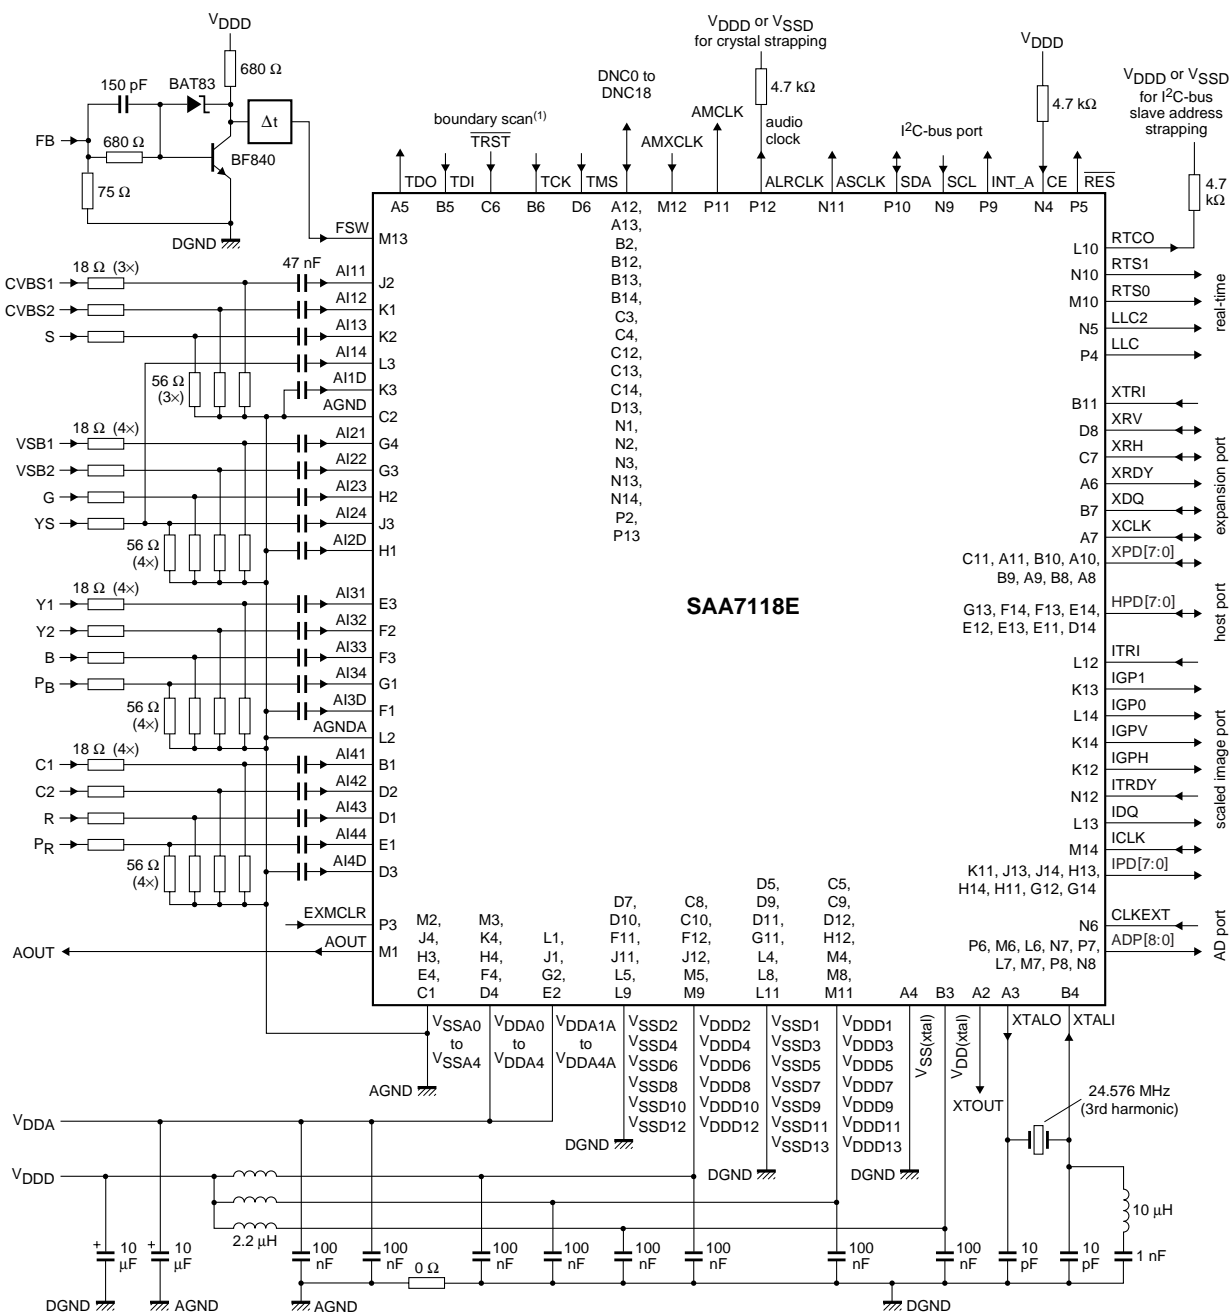 VDDD
680 Ω
150 pF
BAT83
Δt
FB
680 Ω
BF840
75 Ω
DGND
boundary scan(1)
TRST
DNC0 to
DNC18
AMXCLK
AMCLK
VDDD or VSSD
for crystal strapping
4.7 kΩ
audio
clock
I2C-bus port
VDDD
4.7 kΩ
VDDD or VSSD
for I2C-bus
slave address
strapping
4.7
kΩ
TDO
TDI
TCK
TMS
ALRCLK
ASCLK
SDA
SCL
INT_A
CE
RES
A5
B5
C6
B6
D6
A12,
A13,
B2,
B12,
B13,
B14,
C3,
C4,
C12,
C13,
C14,
D13,
N1,
N2,
N3,
N13,
N14,
P2,
P13
M12
P11
P12
N11
P10
N9
P9
N4
P5
FSW
M13
CVBS1
18 Ω (3×)
47 nF
AI11
J2
CVBS2
AI12
K1
S
AI13
K2
AI14
L3
56 Ω
(3×)
AI1D
K3
AGND
C2
VSB1
18 Ω (4×)
AI21
G4
VSB2
AI22
G3
G
AI23
H2
YS
AI24
J3
56 Ω
(4×)
AI2D
H1
Y1
18 Ω (4×)
AI31
E3
Y2
AI32
F2
B
AI33
F3
PB
AI34
G1
56 Ω
(4×)
AI3D
F1
AGNDA
L2
C1
18 Ω (4×)
AI41
B1
C2
AI42
D2
R
AI43
D1
PR
AI44
E1
56 Ω
(4×)
AI4D
D3
EXMCLR
P3
AOUT
AOUT
M1
SAA7118E
L10
RTCO
N10
RTS1
M10
RTS0
N5
LLC2
P4
LLC
real-time
B11
XTRI
D8
XRV
C7
XRH
A6
XRDY
B7
XDQ
A7
XCLK
C11, A11, B10, A10,
B9, A9, B8, A8
XPD[7:0]
expansion port
G13, F14, F13, E14,
E12, E13, E11, D14
HPD[7:0]
host port
L12
ITRI
K13
IGP1
L14
IGP0
K14
IGPV
K12
IGPH
N12
ITRDY
L13
IDQ
M14
ICLK
K11, J13, J14, H13,
H14, H11, G12, G14
IPD[7:0]
scaled image port
N6
CLKEXT
P6, M6, L6, N7, P7,
L7, M7, P8, N8
ADP[8:0]
AD port
M2,
J4,
H3,
E4,
C1
M3,
K4,
H4,
F4,
D4
L1,
J1,
G2,
E2
D7,
D10,
F11,
J11,
L5,
L9
C8,
C10,
F12,
J12,
M5,
M9
D5,
D9,
D11,
G11,
L4,
L8,
L11
C5,
C9,
D12,
H12,
M4,
M8,
M11
A4
B3
A2
A3
B4
VSSA0
to
VSSA4
VDDA0
to
VDDA4
VDDA1A
to
VDDA4A
VSSD2
VSSD4
VSSD6
VSSD8
VSSD10
VSSD12
VDDD2
VDDD4
VDDD6
VDDD8
VDDD10
VDDD12
VSSD1
VSSD3
VSSD5
VSSD7
VSSD9
VSSD11
VSSD13
VDDD1
VDDD3
VDDD5
VDDD7
VDDD9
VDDD11
VDDD13
VSS(xtal)
VDD(xtal)
XTOUT
XTALO
XTALI
24.576 MHz
(3rd harmonic)
AGND
DGND
DGND
DGND
VDDA
VDDD
2.2 μH
10 μH
+
10
μF
+
10
μF
100
nF
100
nF
100
nF
100
nF
100
nF
100
nF
100
nF
100
nF
10
pF
10
pF
1 nF
0 Ω
DGND
AGND
AGND
DGND